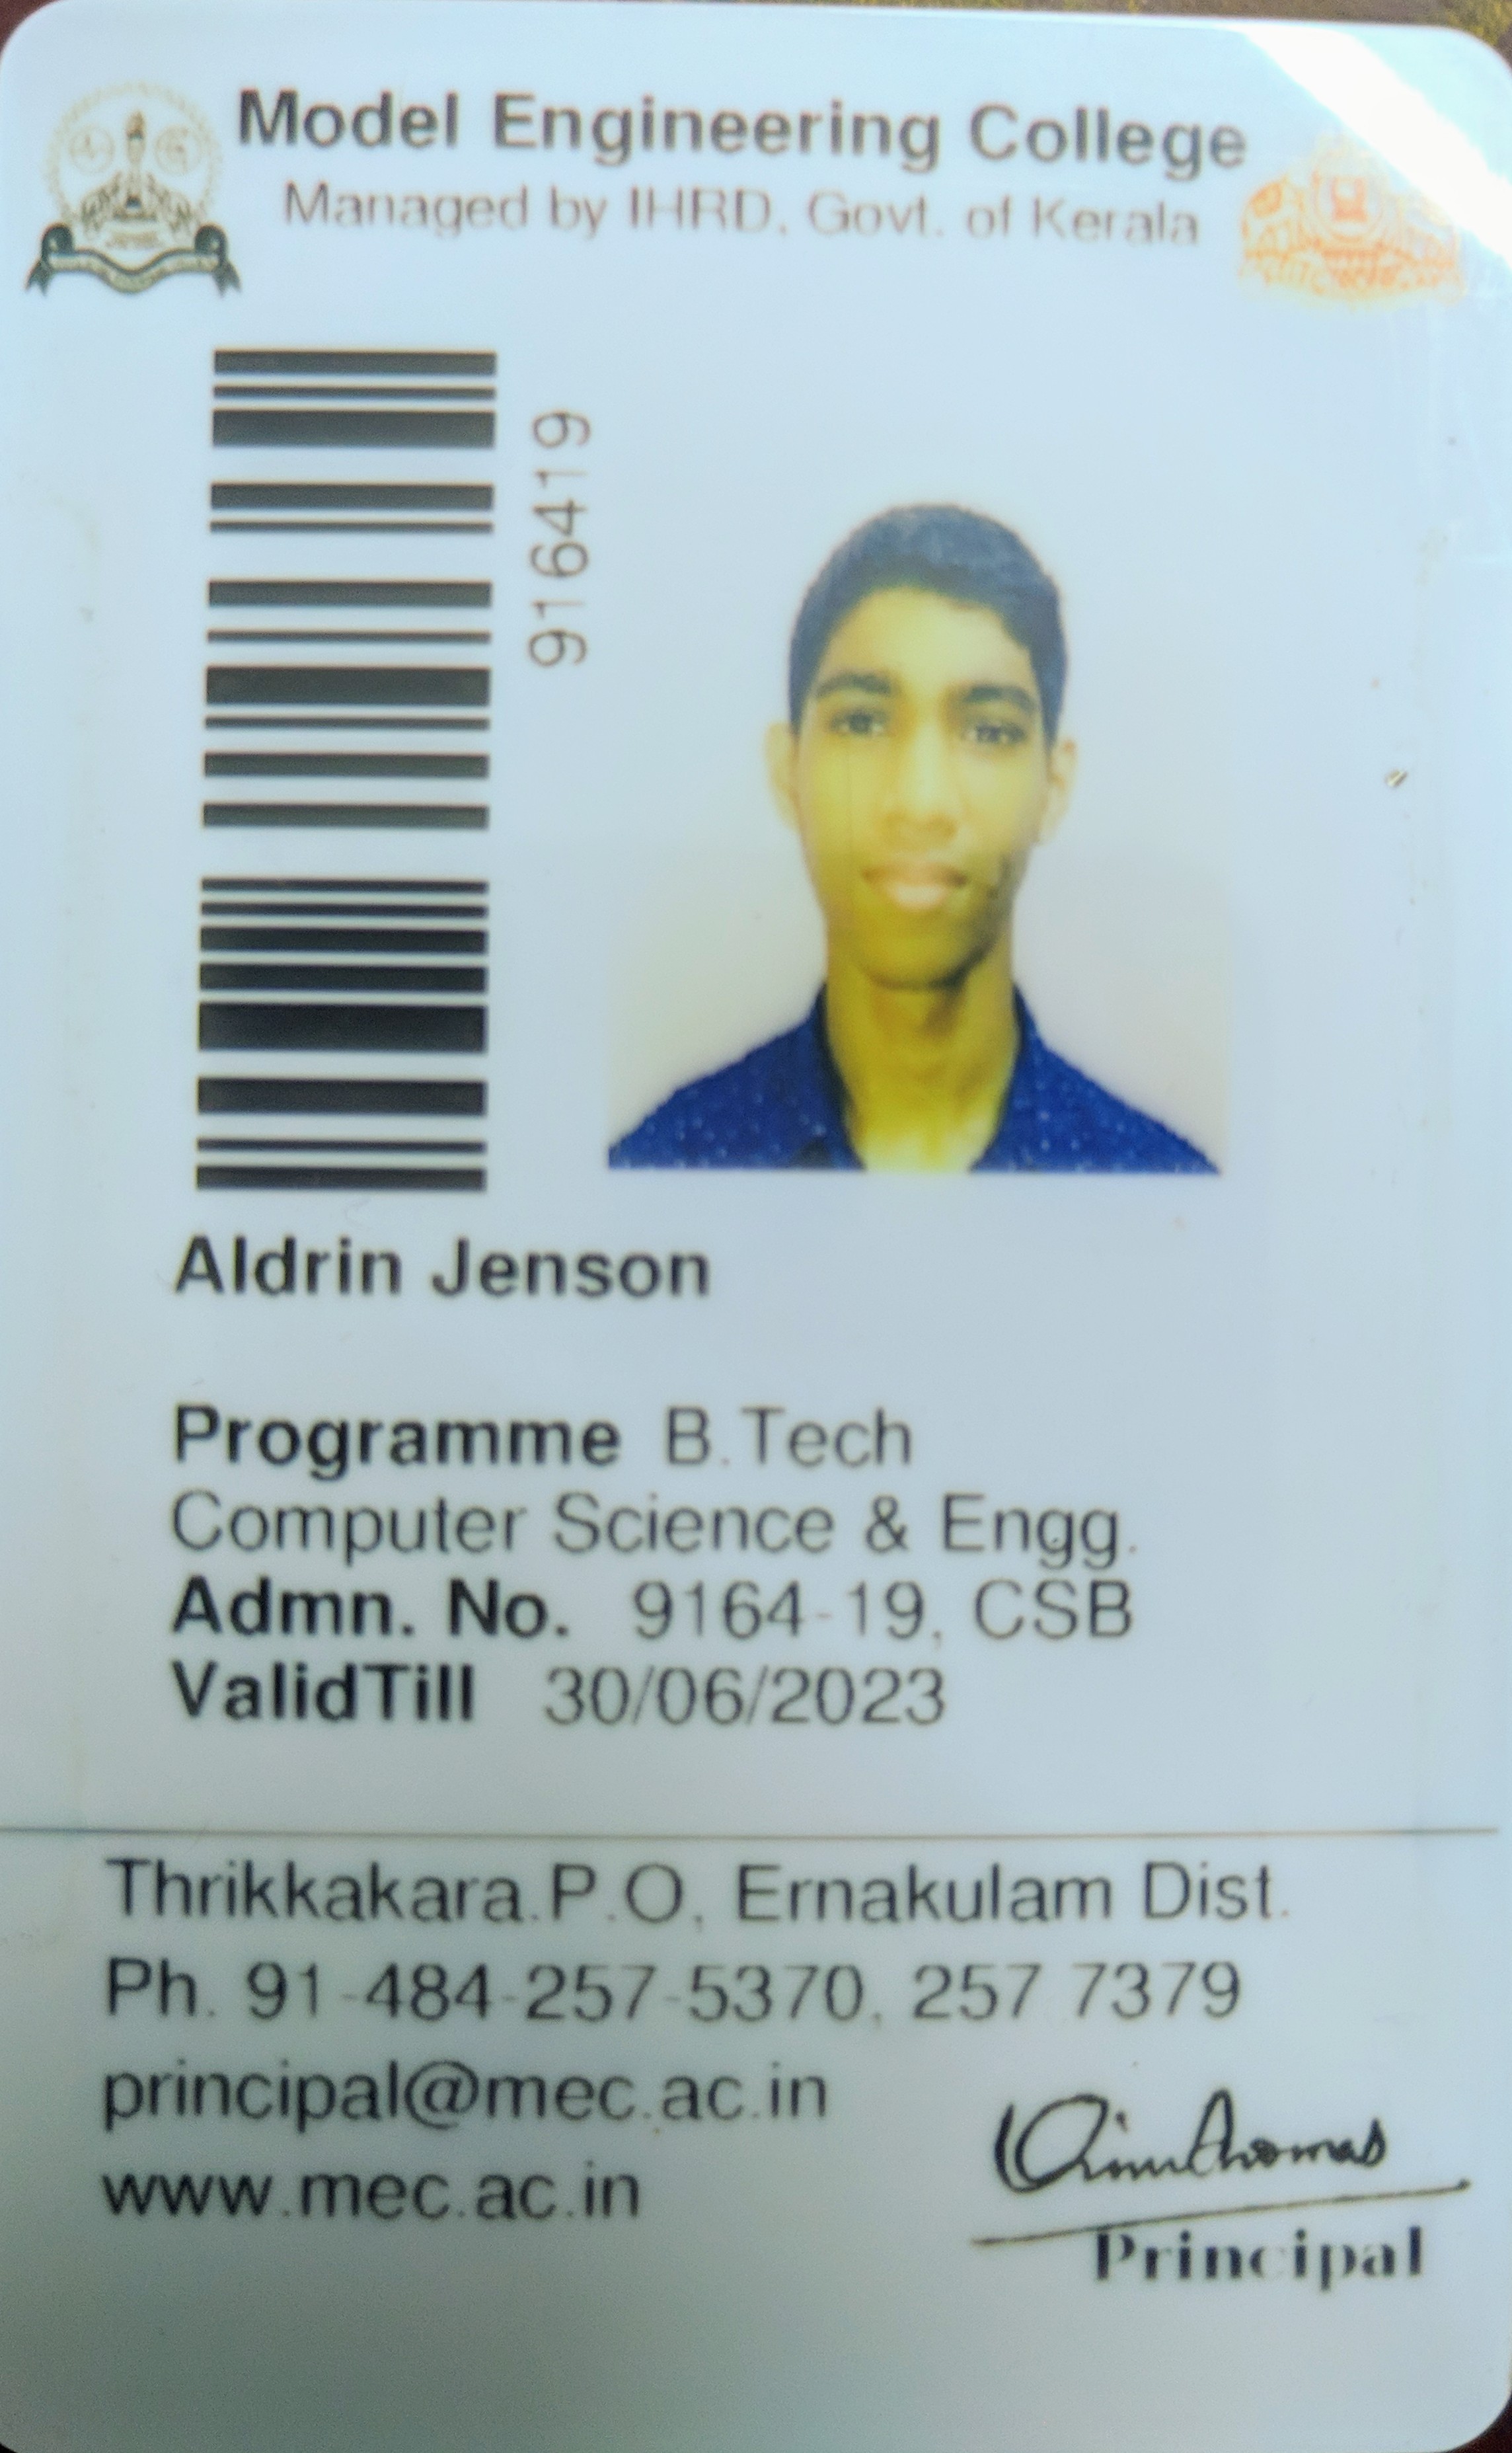 Model Engineering College
Managed by IHRD, Govt. of Kerala
916419
Aldrin Jenson
Programme B.Tech
Computer Science & Engg.
Admn. No. 9164-19, CSB
ValidTill 30/06/2023
Thrikkakara.P.O, Ernakulam Dist.
Ph. 91-484-257-5370, 257 7379
principal@mec.ac.in
www.mec.ac.in
Principal